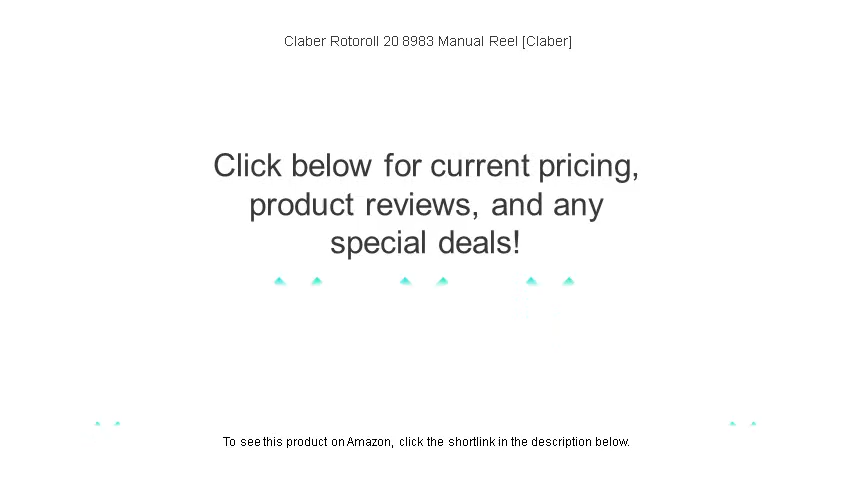 Claber Rotoroll 20 8983 Manual Reel [Claber]
Click below for current pricing,
product reviews, and any
special deals!
To see this product on Amazon, click the shortlink in the description below.